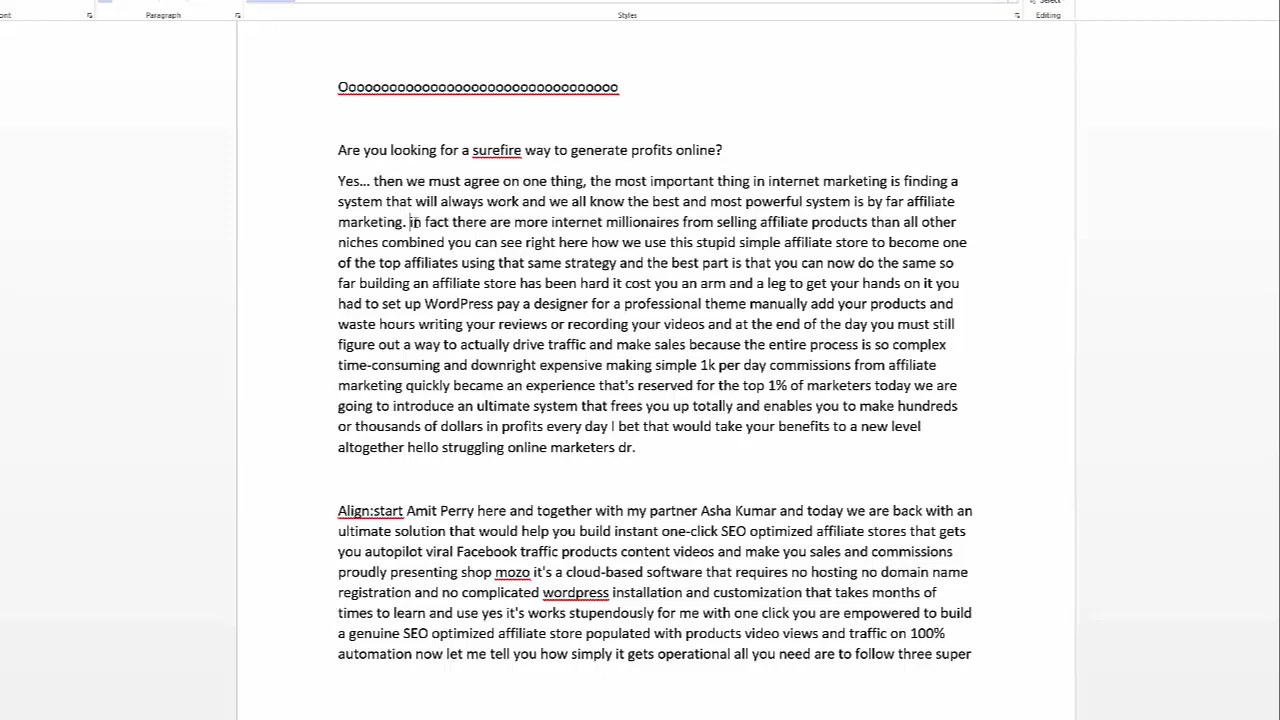 Paragraph
Styles
Editing
Ooooooooooooooooooooooooooooooooooo
Are you looking for a surefire way to generate profits online?
Yes... then we must agree on one thing, the most important thing in internet marketing is finding a
system that will always work and we all know the best and most powerful system is by far affiliate
marketing. in fact there are more internet millionaires from selling affiliate products than all other
niches combined you can see right here how we use this stupid simple affiliate store to become one
of the top affiliates using that same strategy and the best part is that you can now do the same so
far building an affiliate store has been hard it cost you an arm and a leg to get your hands on it you
had to set up WordPress pay a designer for a professional theme manually add your products and
waste hours writing your reviews or recording your videos and at the end of the day you must still
figure out a way to actually drive traffic and make sales because the entire process is so complex
time-consuming and downright expensive making simple 1k per day commissions from affiliate
marketing quickly became an experience that's reserved for the top 1% of marketers today we are
going to introduce an ultimate system that frees you up totally and enables you to make hundreds
or thousands of dollars in profits every day I bet that would take your benefits to a new level
altogether hello struggling online marketers dr.
Align:start Amit Perry here and together with my partner Asha Kumar and today we are back with an
ultimate solution that would help you build instant one-click SEO optimized affiliate stores that gets
you autopilot viral Facebook traffic products content videos and make you sales and commissions
proudly presenting shop mozo it's a cloud-based software that requires no hosting no domain name
registration and no complicated wordpress installation and customization that takes months of
times to learn and use yes it's works stupendously for me with one click you are empowered to build
a genuine SEO optimized affiliate store populated with products video views and traffic on 100%
automation now let me tell you how simply it gets operational all you need are to follow three super